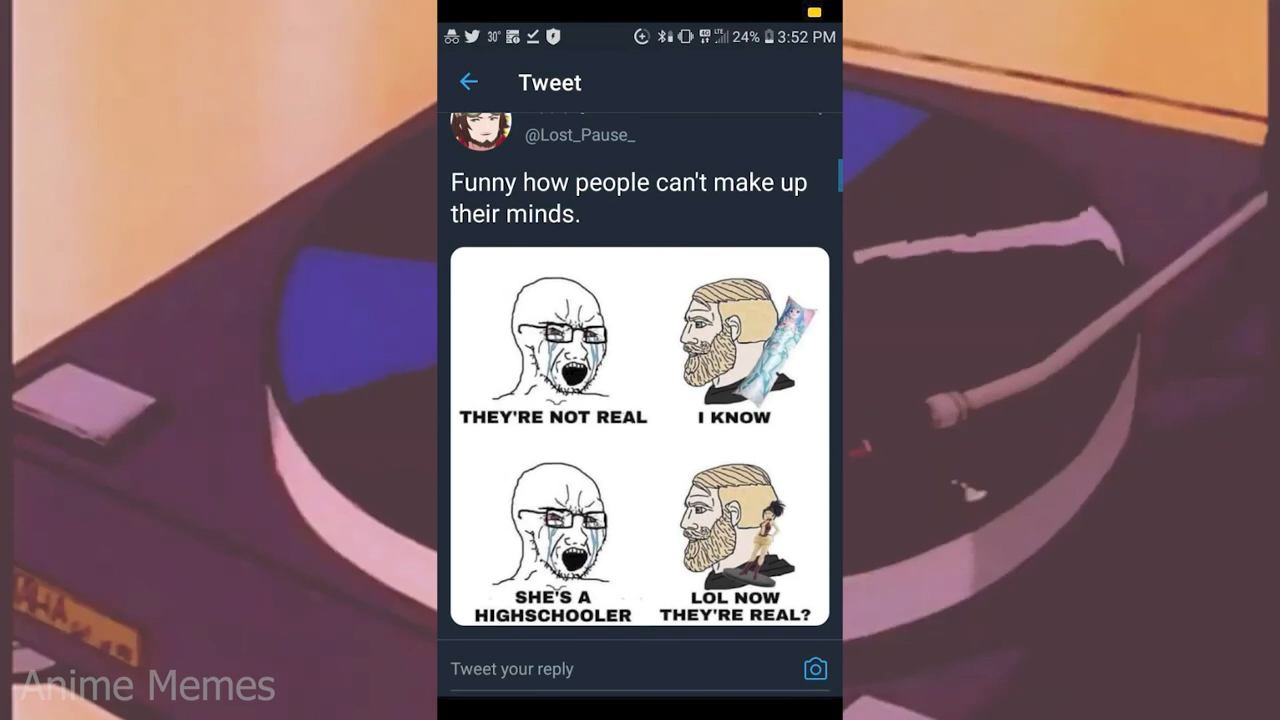 30°
24%
3:52 PM
Tweet
@Lost_Pause_
Funny how people can't make up
their minds.
THEY'RE NOT REAL
I KNOW
SHE'S A
HIGHSCHOOLER
LOL NOW
THEY'RE REAL?
Tweet your reply
Anime Memes